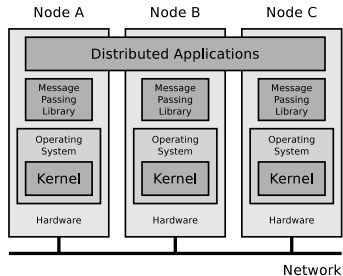 Node A
Node B
Node C
Distributed Applications
Message
Passing
Library
Message
Passing
Library
Message
Passing
Library
Operating
System
Operating
System
Operating
System
Kernel
Kernel
Kernel
Hardware
Hardware
Hardware
Network